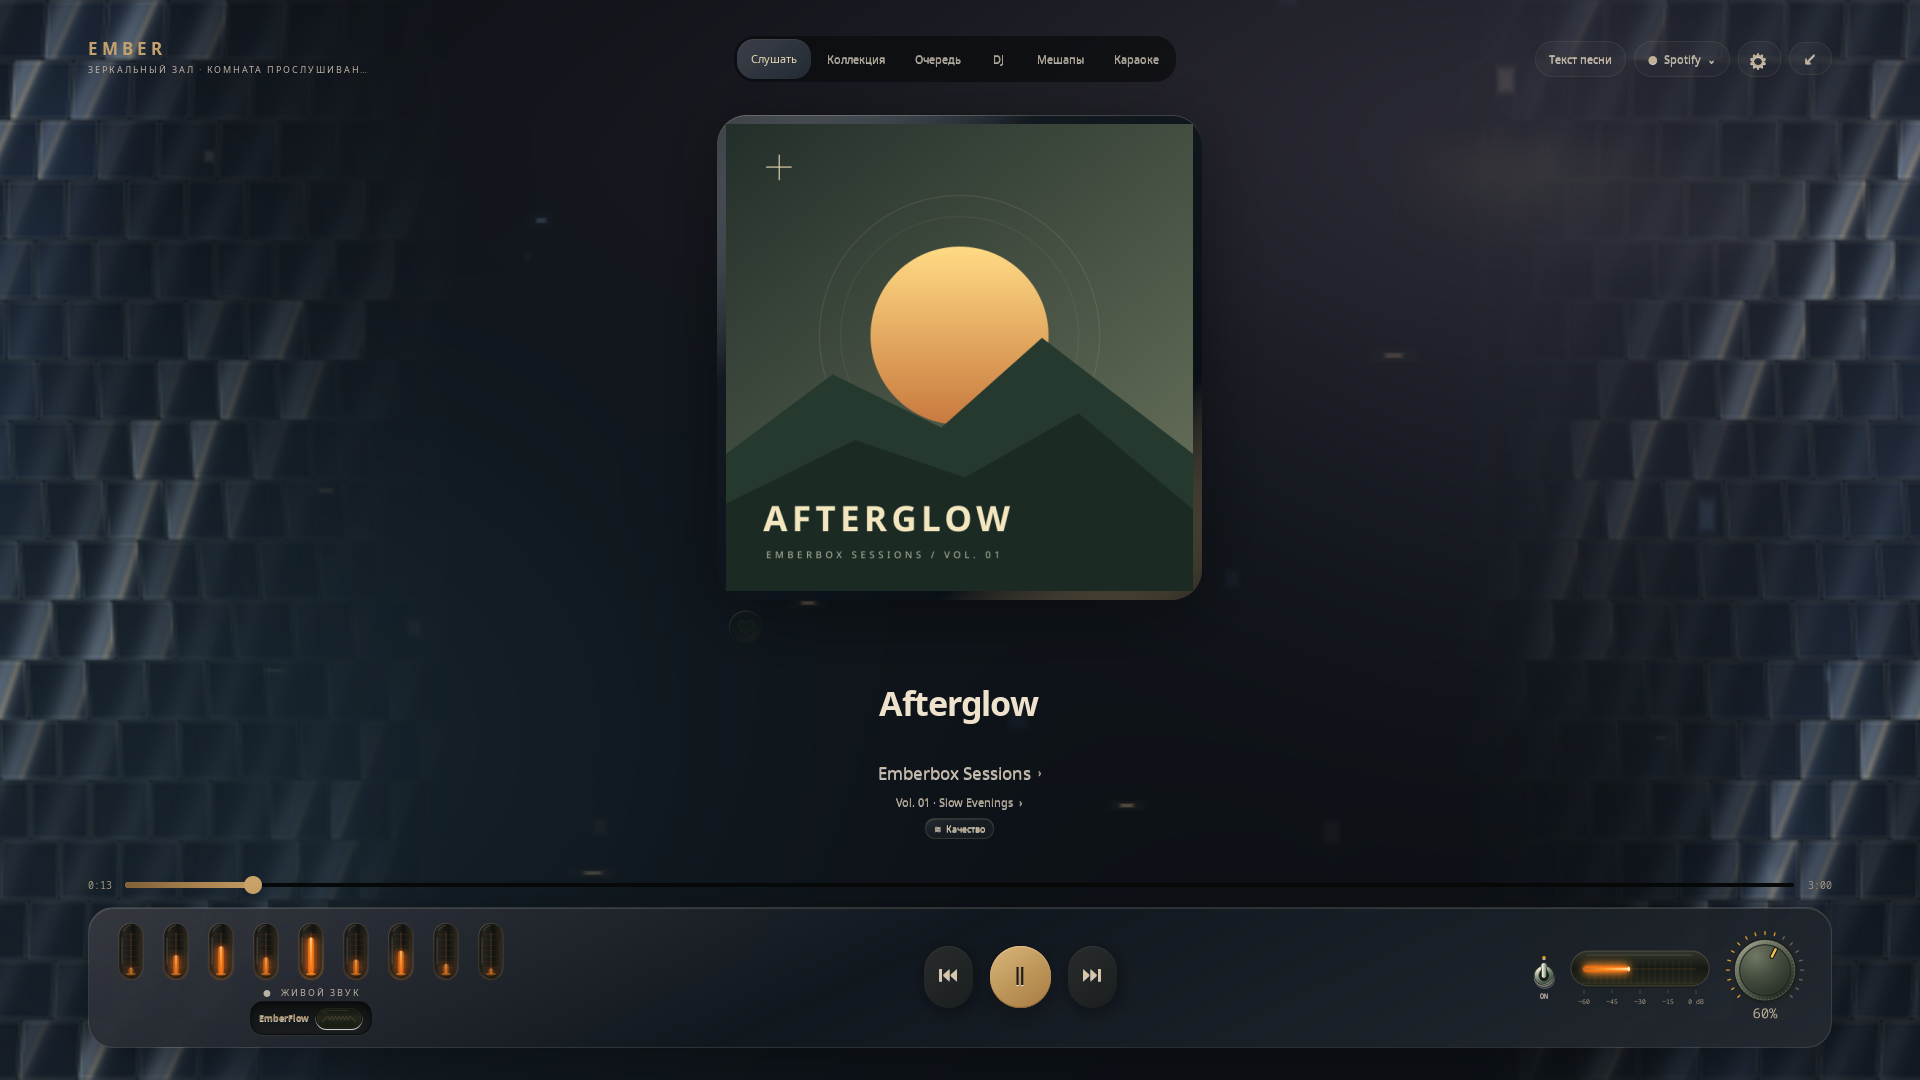 EMBER
ЗЕРКАЛЬНЫЙ ЗАЛ · КОМНАТА ПРОСЛУШИВАН…
Слушать Коллекция Очередь DJ Мешапы Караоке
Текст песни Spotify
AFTERGLOW
EMBERBOX SESSIONS / VOL. 01
Afterglow
Emberbox Sessions ›
Vol. 01 · Slow Evenings ›
Качество
0:13 3:00
ЖИВОЙ ЗВУК
EmberFlow
ON
−60 −45 −30 −15 0 dB
60%